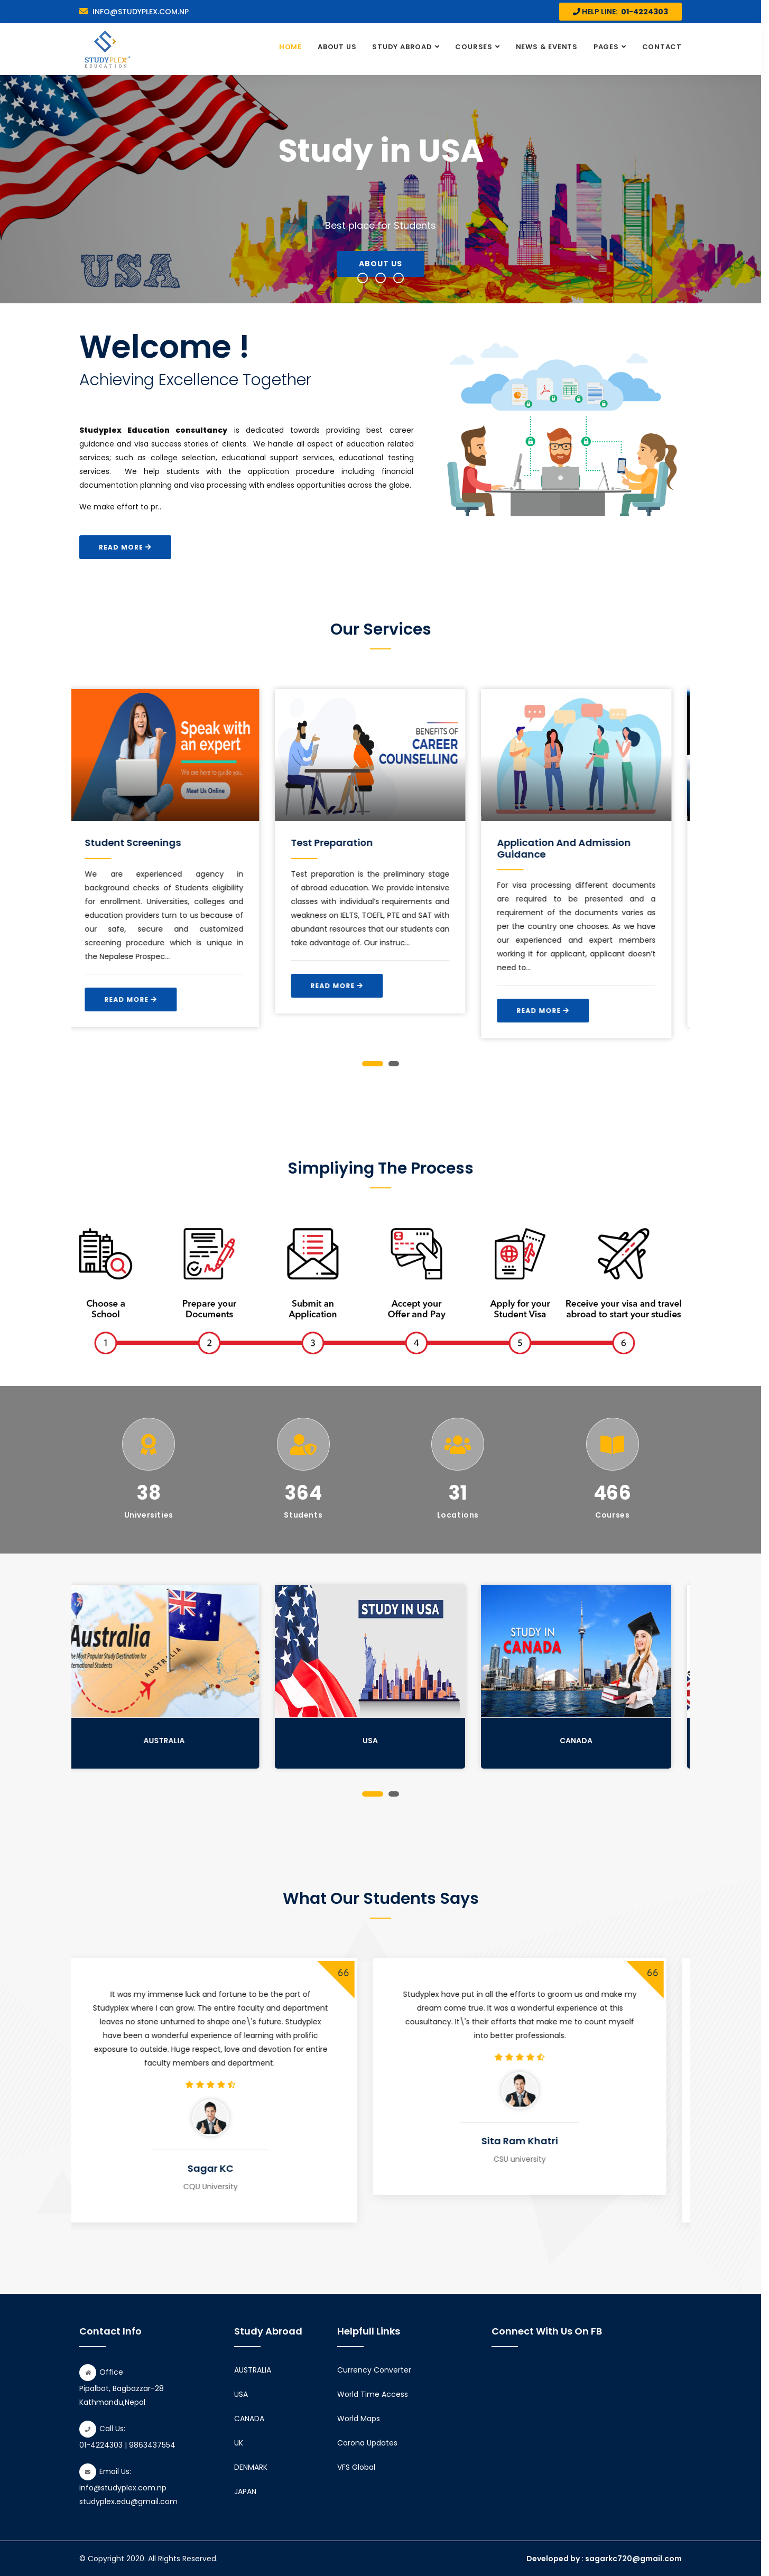 INFO@STUDYPLEX.COM.NP
HELP LINE: 01-4224303
STUDYPLEX
EDUCATION
HOME ABOUT US STUDY ABROAD COURSES NEWS & EVENTS PAGES CONTACT
Study in USA
Best place for Students
ABOUT US
USA
Welcome !
Achieving Excellence Together
Studyplex Education consultancy is dedicated towards providing best career
guidance and visa success stories of clients. We handle all aspect of education related
services; such as college selection, educational support services, educational testing
services. We help students with the application procedure including financial
documentation planning and visa processing with endless opportunities across the globe.
We make effort to pr..
READ MORE
Our Services
Speak with
an expert
We are here to guide you.
Meet Us Online
Student Screenings
We are experienced agency in
background checks of Students eligibility
for enrollment. Universities, colleges and
education providers turn to us because of
our safe, secure and customized
screening procedure which is unique in
the Nepalese Prospec...
READ MORE
BENEFITS OF
CAREER
COUNSELLING
Test Preparation
Test preparation is the preliminary stage
of abroad education. We provide intensive
classes with individual's requirements and
weakness on IELTS, TOEFL, PTE and SAT with
abundant resources that our students can
take advantage of. Our instruc...
READ MORE
Application And Admission
Guidance
For visa processing different documents
are required to be presented and a
requirement of the documents varies as
per the country one chooses. As we have
our experienced and expert members
working it for applicant, applicant doesn't
need to...
READ MORE
Simpliying The Process
Choose a
School
Prepare your
Documents
Submit an
Application
Accept your
Offer and Pay
Apply for your
Student Visa
Receive your visa and travel
abroad to start your studies
1 2 3 4 5 6
38
Universities
364
Students
31
Locations
466
Courses
Australia
the Most Popular Study Destination for
International Students
AUSTRALIA
AUSTRALIA
STUDY IN USA
USA
STUDY IN
CANADA
CANADA
What Our Students Says
66
It was my immense luck and fortune to be the part of
Studyplex where I can grow. The entire faculty and department
leaves no stone unturned to shape one\'s future. Studyplex
have been a wonderful experience of learning with prolific
exposure to outside. Huge respect, love and devotion for entire
faculty members and department.
Sagar KC
CQU University
66
Studyplex have put in all the efforts to groom us and make my
dream come true. It was a wonderful experience at this
cousultancy. It\'s their efforts that make me to count myself
into better professionals.
Sita Ram Khatri
CSU university
Contact Info
Office
Pipalbot, Bagbazzar-28
Kathmandu,Nepal
Call Us:
01-4224303 | 9863437554
Email Us:
info@studyplex.com.np
studyplex.edu@gmail.com
Study Abroad
AUSTRALIA
USA
CANADA
UK
DENMARK
JAPAN
Helpfull Links
Currency Converter
World Time Access
World Maps
Corona Updates
VFS Global
Connect With Us On FB
© Copyright 2020. All Rights Reserved.
Developed by : sagarkc720@gmail.com